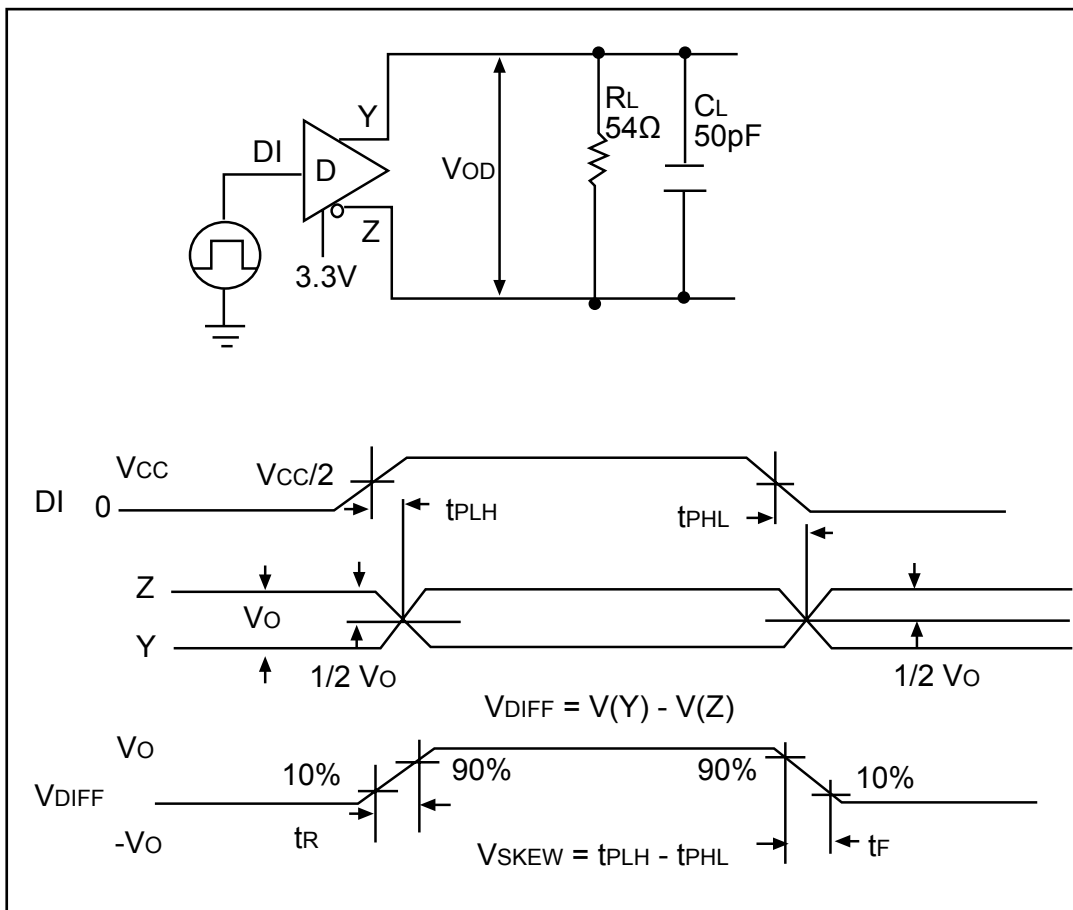 Y
RL
54Ω
CL
50pF
DI
D
VOD
Z
3.3V
VCC
VCC/2
DI
0
tPLH
tPHL
Z
VO
Y
1/2 VO
1/2 VO
VDIFF = V(Y) - V(Z)
VO
10%
90%
90%
10%
VDIFF
-VO
tR
VSKEW = tPLH - tPHL
tF